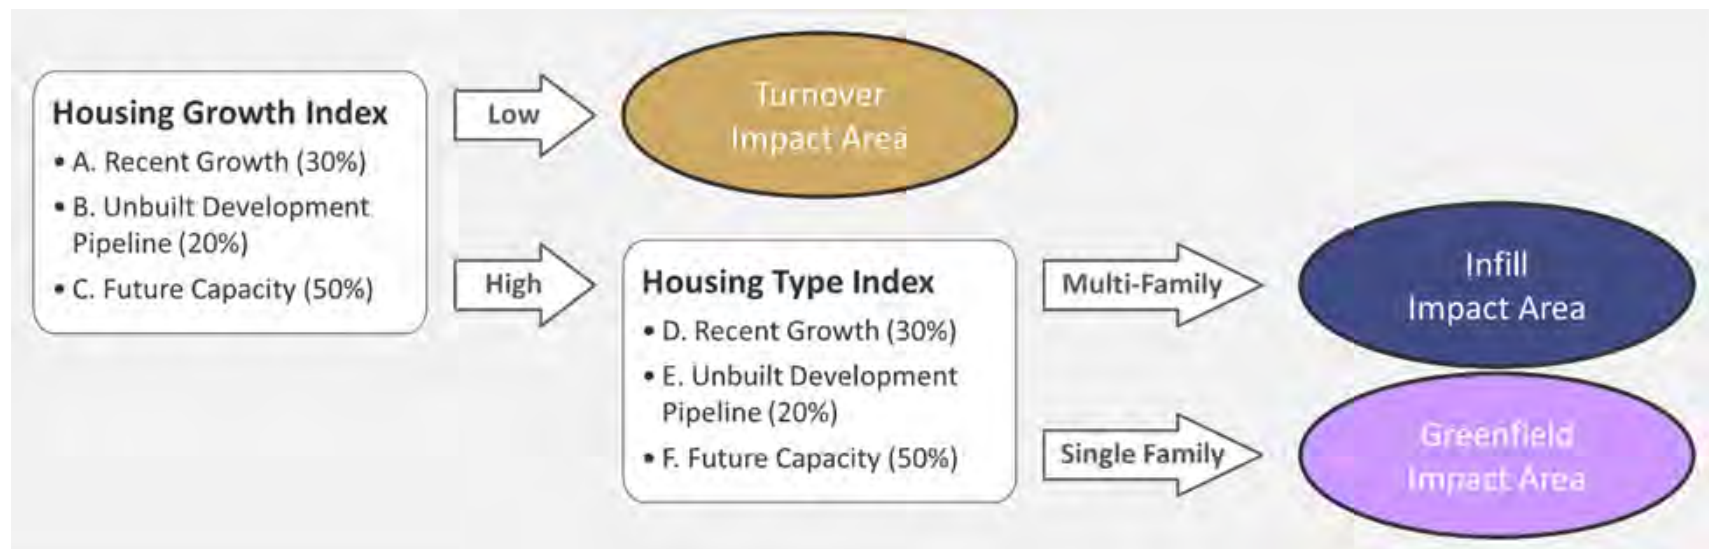 Housing Growth Index
• A. Recent Growth (30%)
• B. Unbuilt Development
Pipeline (20%)
• C. Future Capacity (50%)
Low
Turnover
Impact Area
High
Housing Type Index
• D. Recent Growth (30%)
• E. Unbuilt Development
Pipeline (20%)
• F. Future Capacity (50%)
Multi-Family
Infill
Impact Area
Single Family
Greenfield
Impact Area